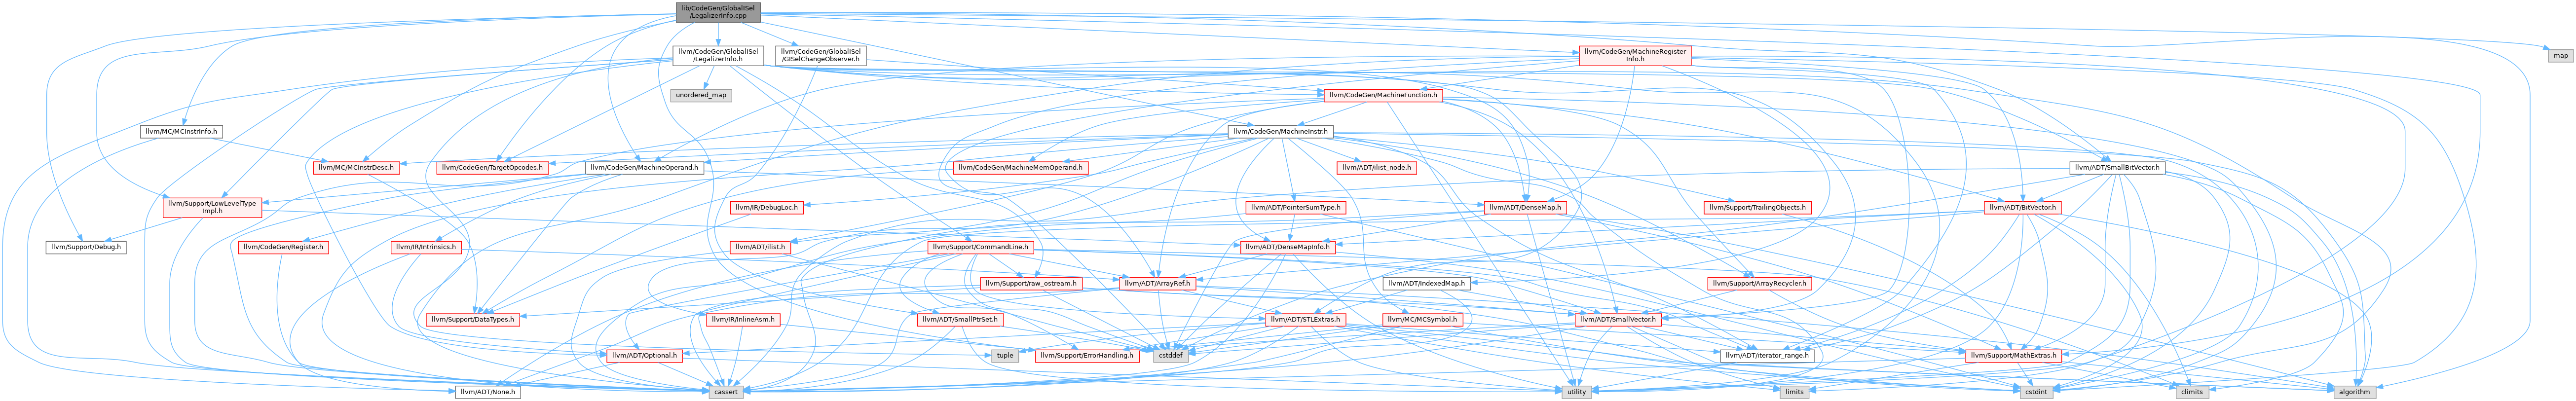 lib/CodeGen/GlobalISel
/LegalizerInfo.cpp
llvm/CodeGen/GlobalISel
/LegalizerInfo.h
llvm/CodeGen/GlobalISel
/GISelChangeObserver.h
llvm/CodeGen/MachineRegister
Info.h
map
unordered_map
llvm/CodeGen/MachineFunction.h
llvm/MC/MCInstrInfo.h
llvm/CodeGen/MachineInstr.h
llvm/MC/MCInstrDesc.h
llvm/CodeGen/TargetOpcodes.h
llvm/CodeGen/MachineOperand.h
llvm/CodeGen/MachineMemOperand.h
llvm/ADT/ilist_node.h
llvm/ADT/SmallBitVector.h
llvm/Support/LowLevelType
Impl.h
llvm/IR/DebugLoc.h
llvm/ADT/PointerSumType.h
llvm/ADT/DenseMap.h
llvm/Support/TrailingObjects.h
llvm/ADT/BitVector.h
llvm/Support/Debug.h
llvm/CodeGen/Register.h
llvm/IR/Intrinsics.h
llvm/ADT/ilist.h
llvm/Support/CommandLine.h
llvm/ADT/DenseMapInfo.h
llvm/Support/raw_ostream.h
llvm/ADT/ArrayRef.h
llvm/ADT/IndexedMap.h
llvm/Support/ArrayRecycler.h
llvm/Support/DataTypes.h
llvm/IR/InlineAsm.h
llvm/ADT/SmallPtrSet.h
llvm/ADT/STLExtras.h
llvm/MC/MCSymbol.h
llvm/ADT/SmallVector.h
llvm/ADT/Optional.h
tuple
llvm/Support/ErrorHandling.h
cstddef
llvm/ADT/iterator_range.h
llvm/Support/MathExtras.h
llvm/ADT/None.h
cassert
utility
limits
cstdint
climits
algorithm